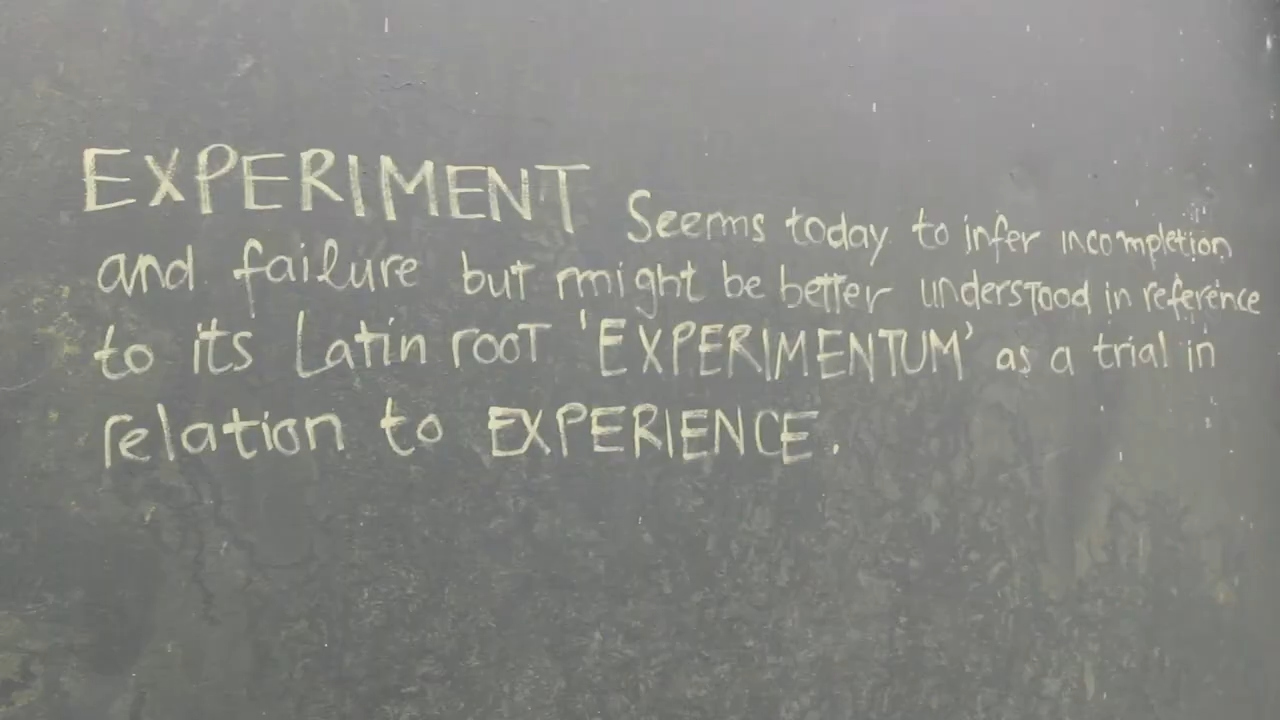 EXPERIMENT Seems today to infer incompletion
and failure but might be better understood in reference
to its Latin root 'EXPERIMENTUM' as a trial in
relation to EXPERIENCE.